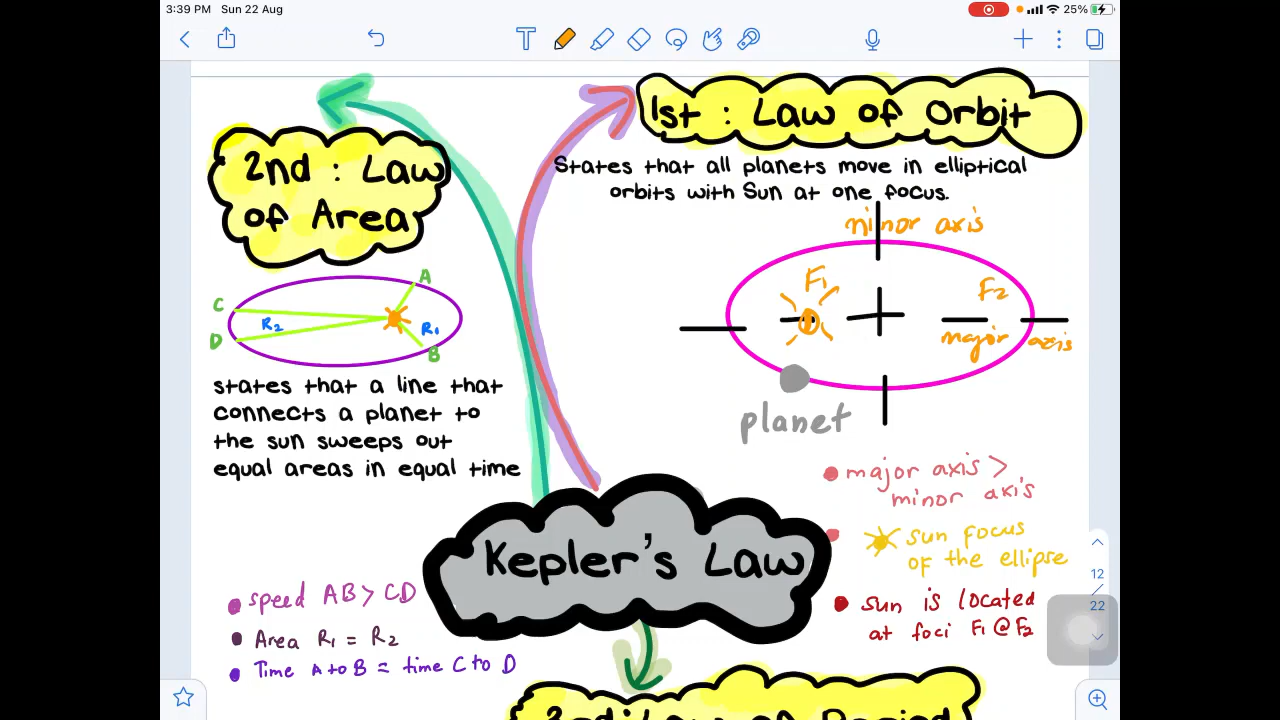 3:39 PM Sun 22 Aug
25%
T
1st : Law of Orbit
States that all planets move in elliptical
orbits with Sun at one focus.
minor axis
F1
F2
major axis
planet
major axis >
minor axis
sun focus
of the ellipse
sun is located
at foci F1 @ F2
2nd : Law
of Area
A
C
R2
R1
D
B
states that a line that
connects a planet to
the sun sweeps out
equal areas in equal time
Kepler's Law
speed AB > CD
Area R1 = R2
Time A to B = time C to D
12
/
22
3rd : Law of Period